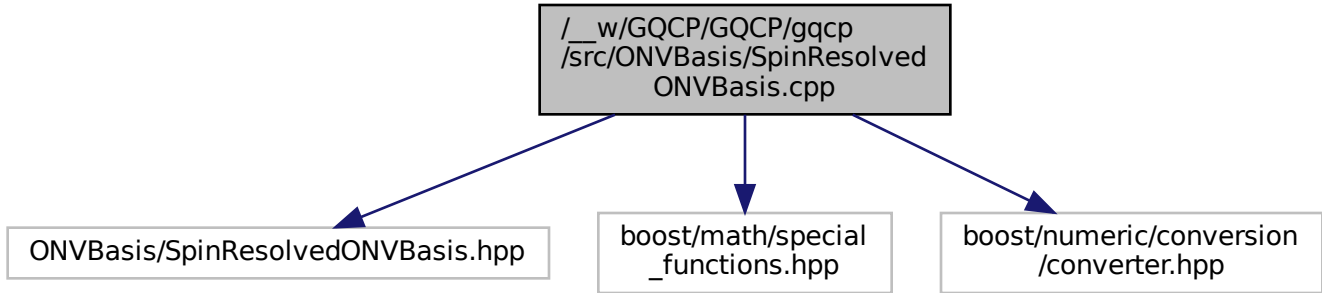 /__w/GQCP/GQCP/gqcp
/src/ONVBasis/SpinResolved
ONVBasis.cpp
ONVBasis/SpinResolvedONVBasis.hpp
boost/math/special
_functions.hpp
boost/numeric/conversion
/converter.hpp